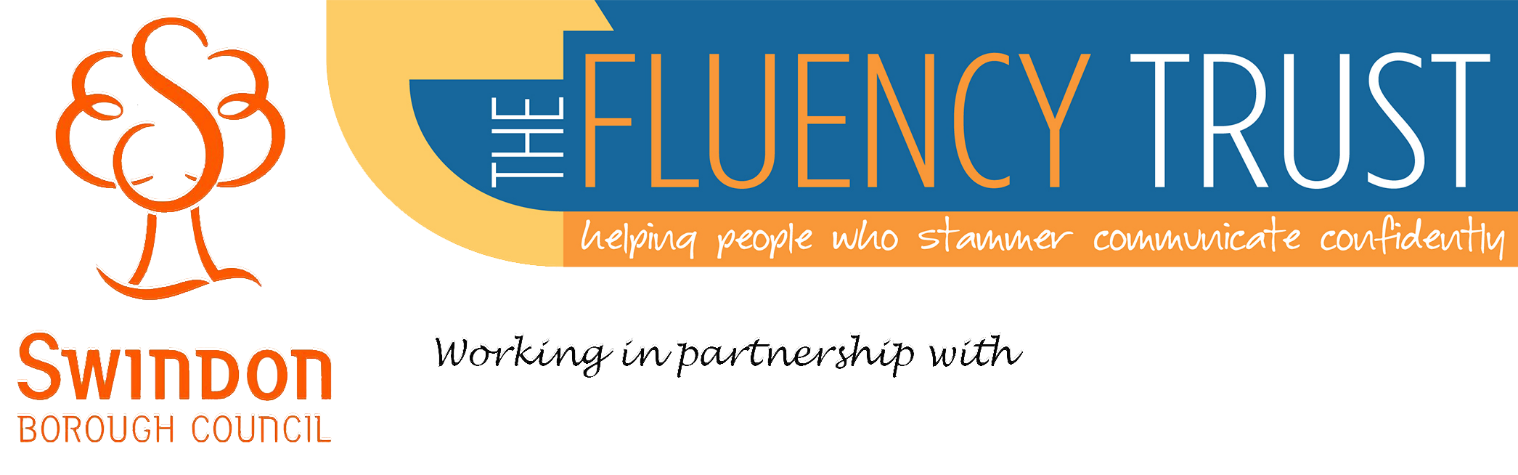 THE FLUENCY TRUST
helping people who stammer communicate confidently
Working in partnership with
SWINDON
BOROUGH COUNCIL